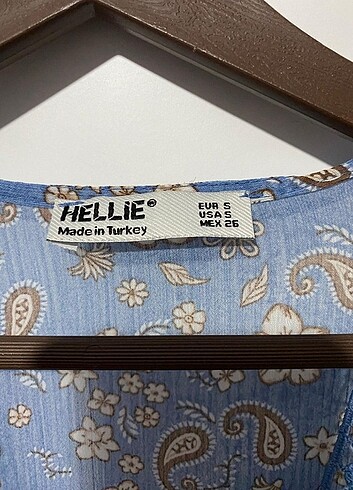 HELLIE®
Made in Turkey
EUR S
USA S
MEX 26